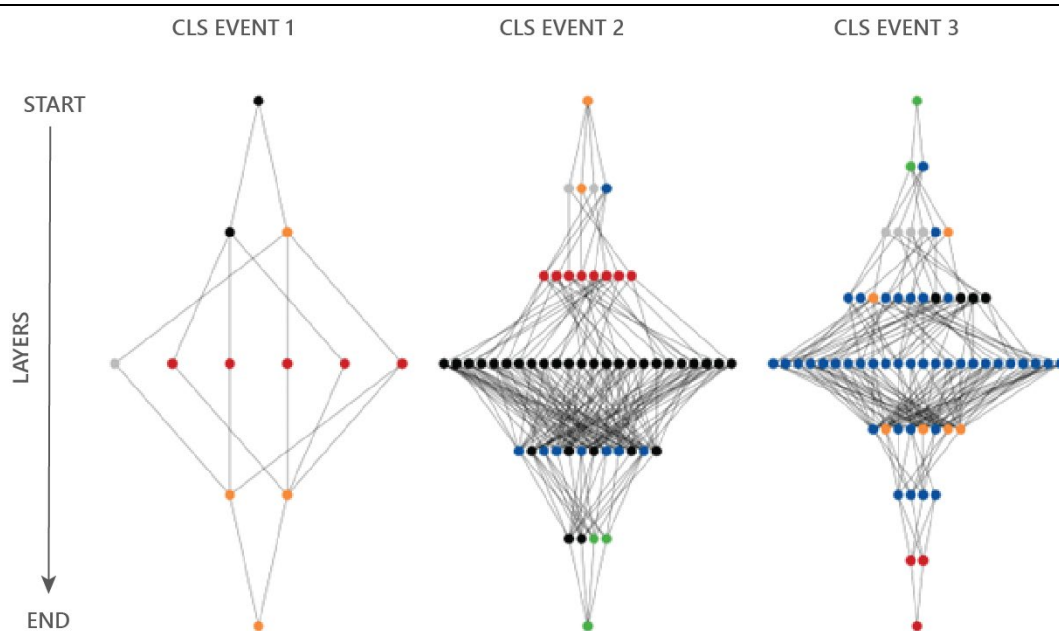 CLS EVENT 1
CLS EVENT 2
CLS EVENT 3
START
LAYERS
END